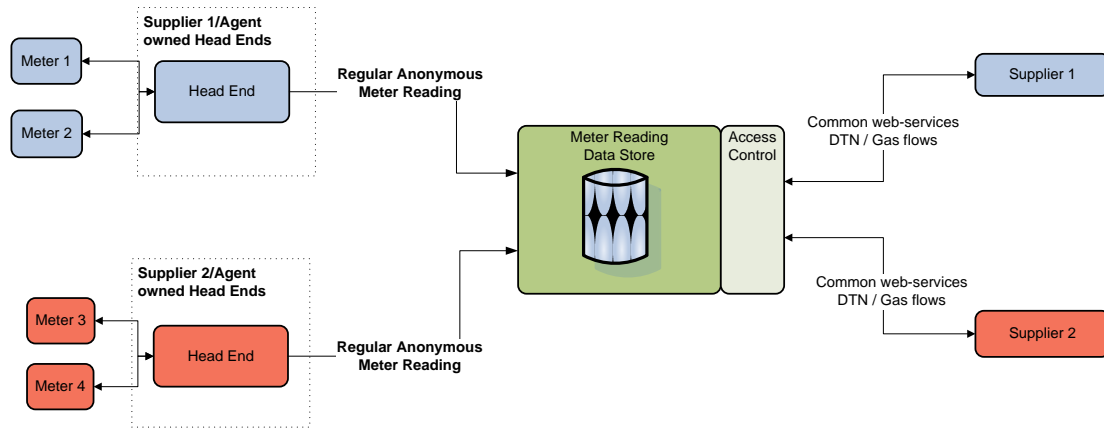 Supplier 1/Agent
owned Head Ends
Meter 1
Meter 2
Head End
Regular Anonymous
Meter Reading
Meter Reading
Data Store
Access
Control
Common web-services
DTN / Gas flows
Supplier 1
Supplier 2/Agent
owned Head Ends
Meter 3
Meter 4
Head End
Regular Anonymous
Meter Reading
Common web-services
DTN / Gas flows
Supplier 2